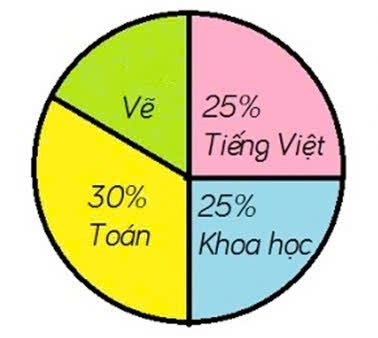 Vẽ
25%
Tiếng Việt
30%
Toán
25%
Khoa học